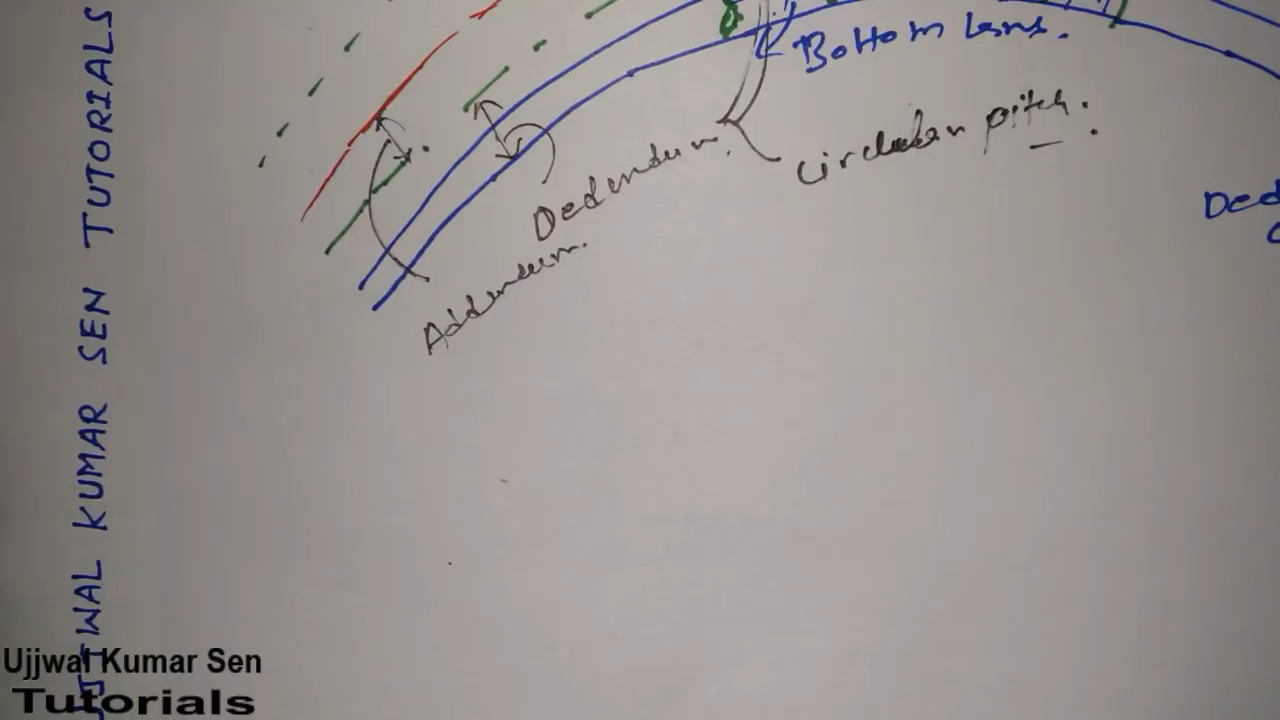 UJJWAL KUMAR SEN TUTORIALS
Bottom land.
Circular pitch.
Dedendum.
Ded
Addendum.
Ujjwal Kumar Sen
Tutorials